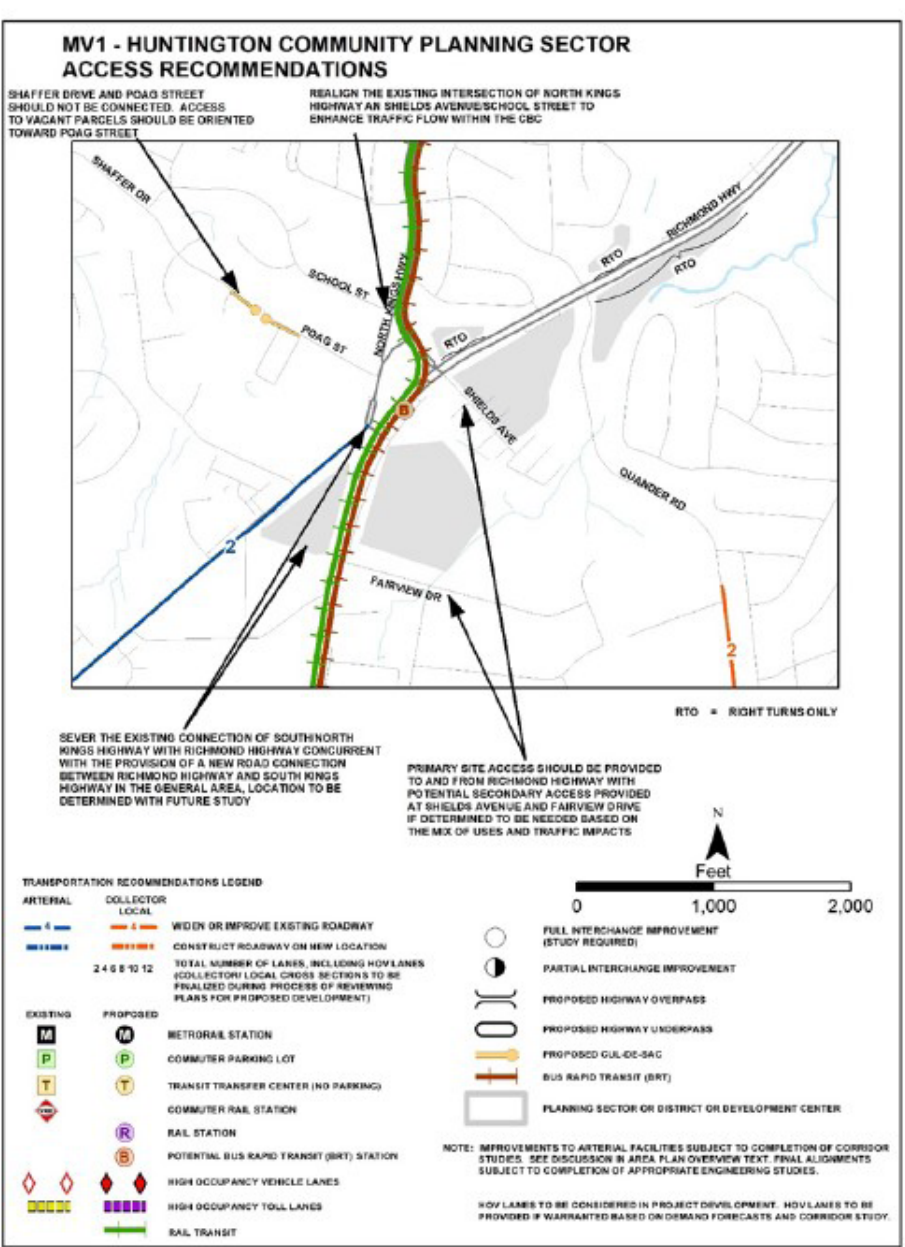 MV1 - HUNTINGTON COMMUNITY PLANNING SECTOR
ACCESS RECOMMENDATIONS
SHAFFER DRIVE AND POAG STREET
SHOULD NOT BE CONNECTED. ACCESS
TO VACANT PARCELS SHOULD BE ORIENTED
TOWARD POAG STREET
REALIGN THE EXISTING INTERSECTION OF NORTH KINGS
HIGHWAY AN SHIELDS AVENUE/SCHOOL STREET TO
ENHANCE TRAFFIC FLOW WITHIN THE CBC
SHAFFER DR
SCHOOL ST
NORTH KINGS HWY
POAG ST
RICHMOND HWY
RTO
RTO
RTO
B
SHIELDS AVE
QUANDER RD
2
FAIRVIEW DR
2
RTO = RIGHT TURNS ONLY
SEVER THE EXISTING CONNECTION OF SOUTH/NORTH
KINGS HIGHWAY WITH RICHMOND HIGHWAY CONCURRENT
WITH THE PROVISION OF A NEW ROAD CONNECTION
BETWEEN RICHMOND HIGHWAY AND SOUTH KINGS
HIGHWAY IN THE GENERAL AREA, LOCATION TO BE
DETERMINED WITH FUTURE STUDY
PRIMARY SITE ACCESS SHOULD BE PROVIDED
TO AND FROM RICHMOND HIGHWAY WITH
POTENTIAL SECONDARY ACCESS PROVIDED
AT SHIELDS AVENUE AND FAIRVIEW DRIVE
IF DETERMINED TO BE NEEDED BASED ON
THE MIX OF USES AND TRAFFIC IMPACTS
N
Feet
0 1,000 2,000
TRANSPORTATION RECOMMENDATIONS LEGEND
ARTERIAL COLLECTOR
LOCAL
4 4 WIDEN OR IMPROVE EXISTING ROADWAY
CONSTRUCT ROADWAY ON NEW LOCATION
2 4 6 8 10 12 TOTAL NUMBER OF LANES, INCLUDING HOV LANES
(COLLECTOR/ LOCAL CROSS SECTIONS TO BE
FINALIZED DURING PROCESS OF REVIEWING
PLANS FOR PROPOSED DEVELOPMENT)
EXISTING PROPOSED
M M METRORAIL STATION
P P COMMUTER PARKING LOT
T T TRANSIT TRANSFER CENTER (NO PARKING)
COMMUTER RAIL STATION
R RAIL STATION
B POTENTIAL BUS RAPID TRANSIT (BRT) STATION
HIGH OCCUPANCY VEHICLE LANES
HIGH OCCUPANCY TOLL LANES
RAIL TRANSIT
FULL INTERCHANGE IMPROVEMENT
(STUDY REQUIRED)
PARTIAL INTERCHANGE IMPROVEMENT
PROPOSED HIGHWAY OVERPASS
PROPOSED HIGHWAY UNDERPASS
PROPOSED CUL-DE-SAC
BUS RAPID TRANSIT (BRT)
PLANNING SECTOR OR DISTRICT OR DEVELOPMENT CENTER
NOTE: IMPROVEMENTS TO ARTERIAL FACILITIES SUBJECT TO COMPLETION OF CORRIDOR
STUDIES. SEE DISCUSSION IN AREA PLAN OVERVIEW TEXT. FINAL ALIGNMENTS
SUBJECT TO COMPLETION OF APPROPRIATE ENGINEERING STUDIES.
HOV LANES TO BE CONSIDERED IN PROJECT DEVELOPMENT. HOV LANES TO BE
PROVIDED IF WARRANTED BASED ON DEMAND FORECASTS AND CORRIDOR STUDY.